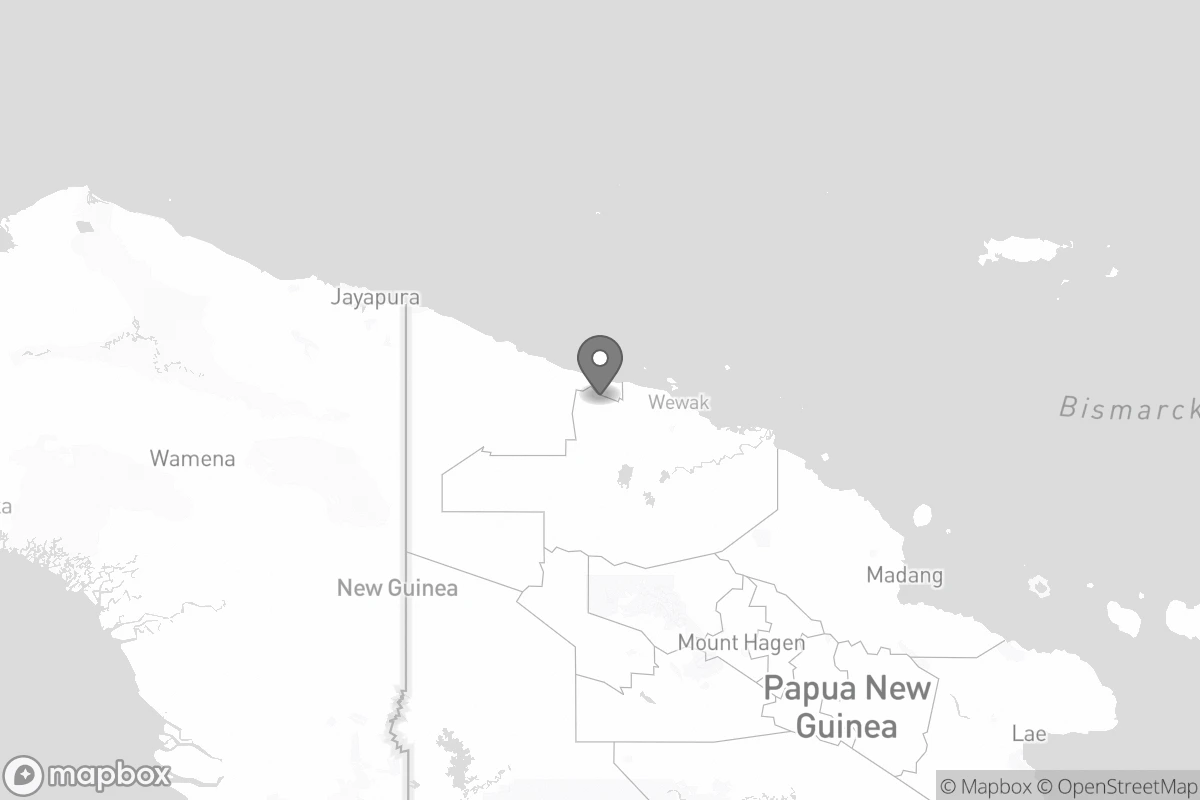 Jayapura
Wewak
Bismarck
Wamena
Madang
New Guinea
Mount Hagen
Papua New
Guinea
Lae
mapbox
© Mapbox © OpenStreetMap